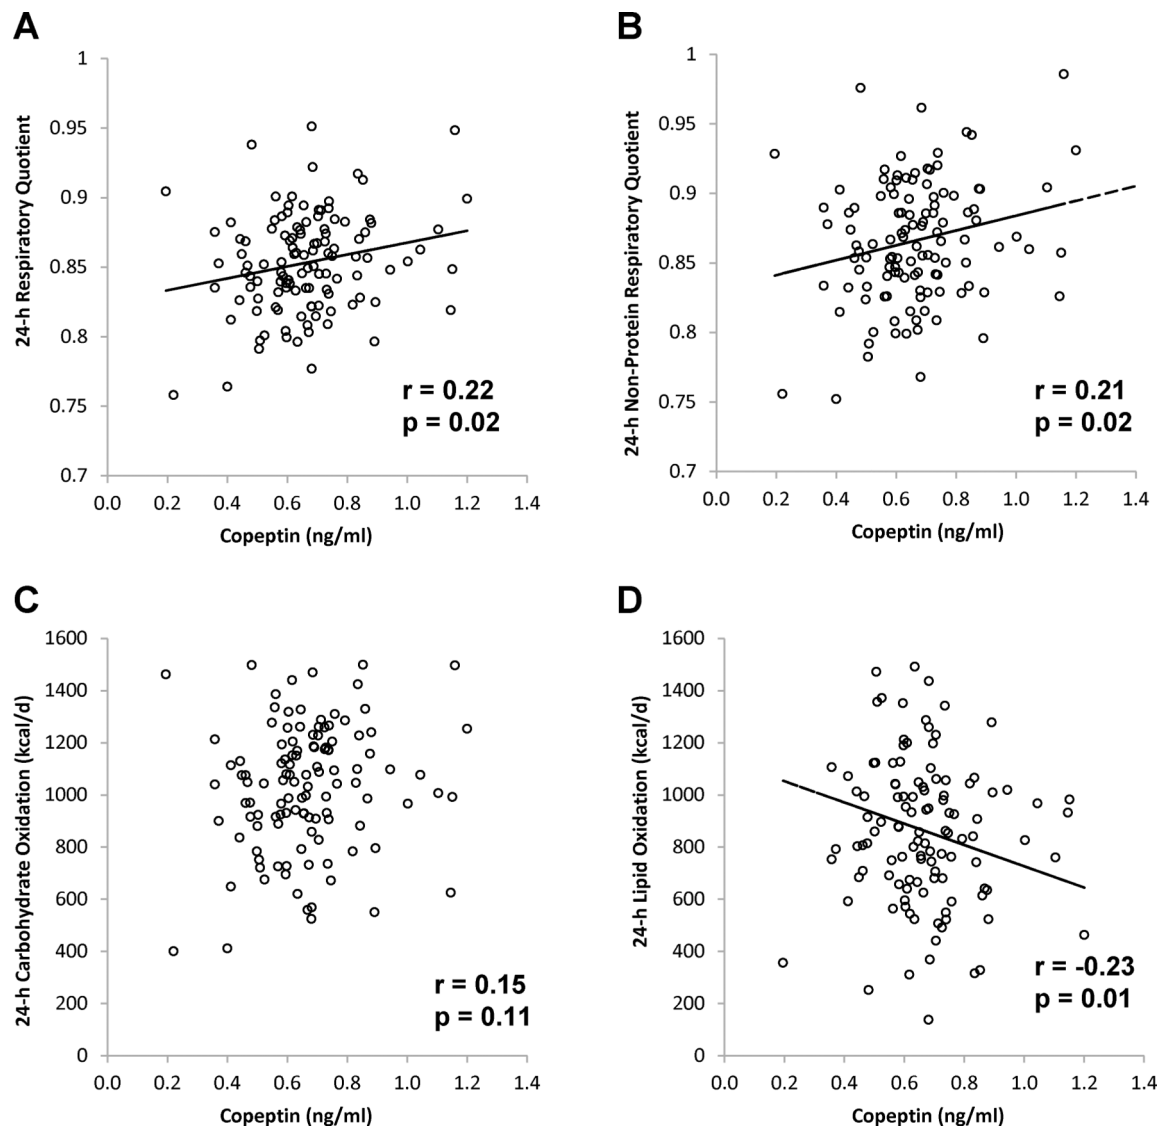 A
24-h Respiratory Quotient
1
0.95
0.9
0.85
0.8
0.75
0.7
r = 0.22
p = 0.02
0.0 0.2 0.4 0.6 0.8 1.0 1.2 1.4
Copeptin (ng/ml)
B
24-h Non-Protein Respiratory Quotient
1
0.95
0.9
0.85
0.8
0.75
0.7
r = 0.21
p = 0.02
0.0 0.2 0.4 0.6 0.8 1.0 1.2 1.4
Copeptin (ng/ml)
C
24-h Carbohydrate Oxidation (kcal/d)
1600
1400
1200
1000
800
600
400
200
0
r = 0.15
p = 0.11
0.0 0.2 0.4 0.6 0.8 1.0 1.2 1.4
Copeptin (ng/ml)
D
24-h Lipid Oxidation (kcal/d)
1600
1400
1200
1000
800
600
400
200
0
r = -0.23
p = 0.01
0.0 0.2 0.4 0.6 0.8 1.0 1.2 1.4
Copeptin (ng/ml)